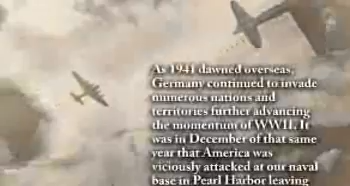 As 1941 dawned overseas,
Germany continued to invade
numerous nations and
territories further advancing
the momentum of WWII. It
was in December of that same
year that America was
viciously attacked at our naval
base in Pearl Harbor leaving